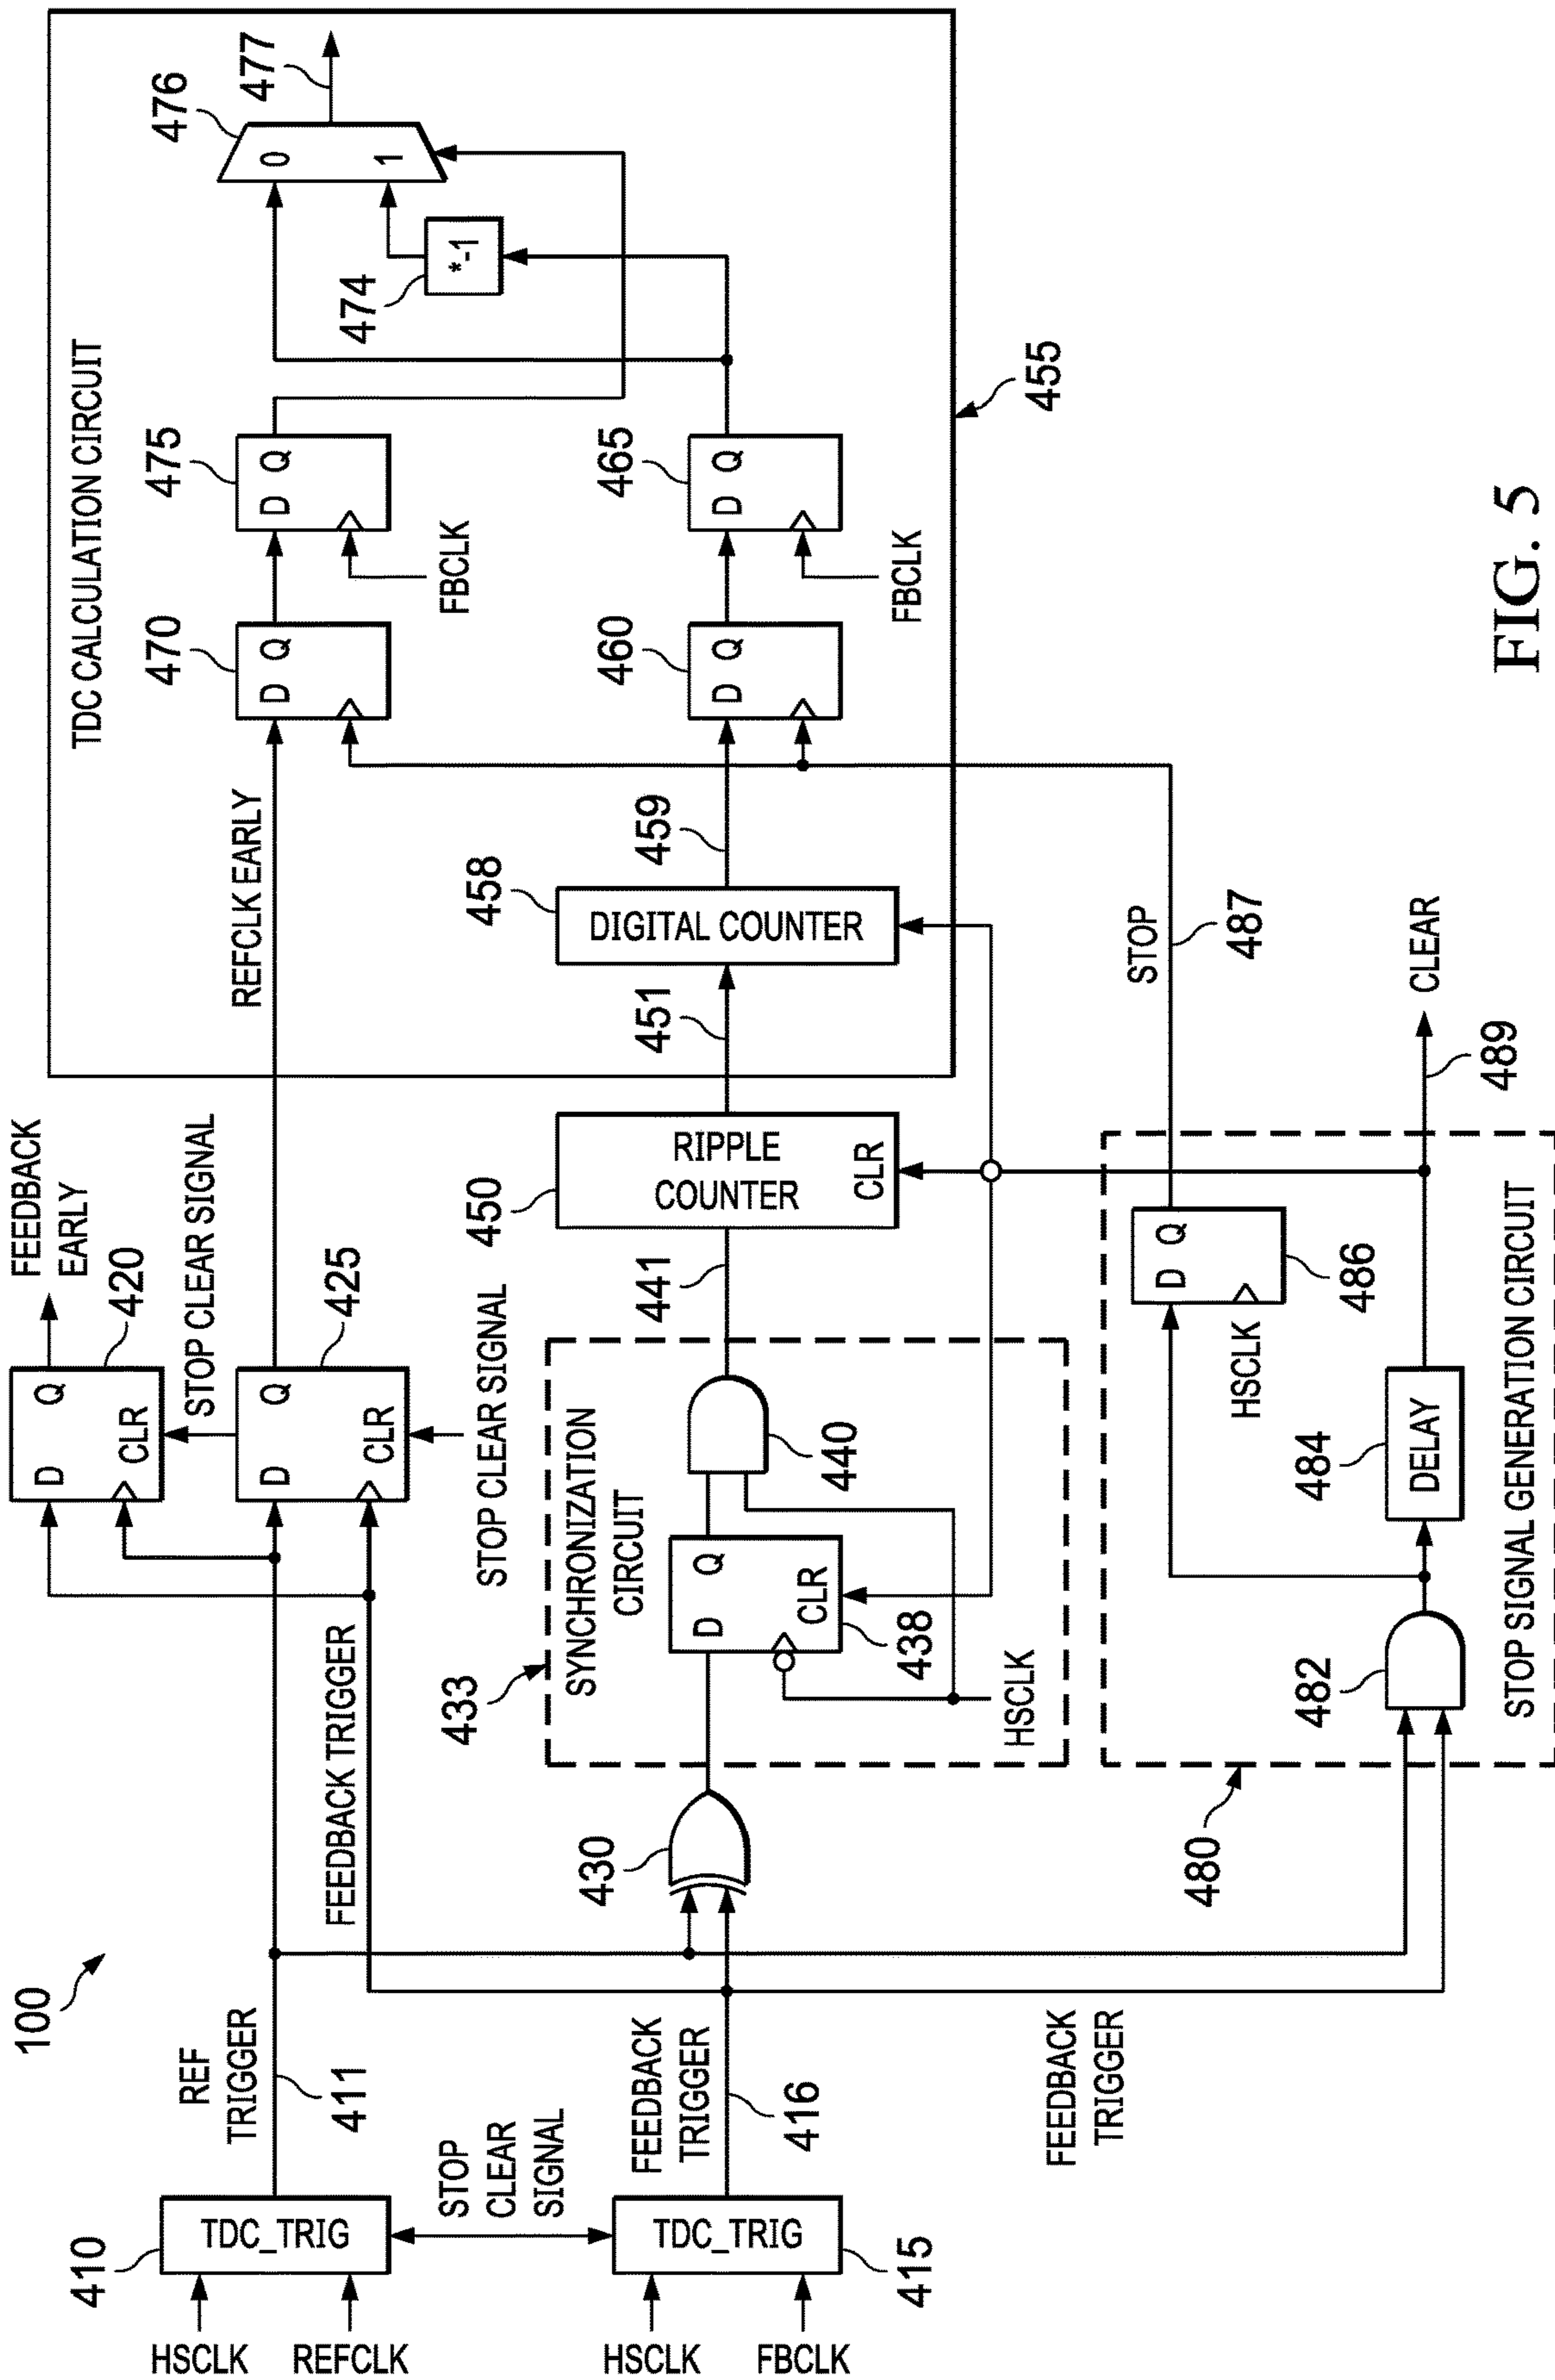 100
HSCLK
REFCLK
410
TDC_TRIG
REF
TRIGGER
411
STOP
CLEAR
SIGNAL
HSCLK
FBCLK
TDC_TRIG
415
FEEDBACK
TRIGGER
416
FEEDBACK
TRIGGER
FEEDBACK TRIGGER
FEEDBACK
EARLY
420
D Q
CLR
STOP CLEAR SIGNAL
425
D Q
CLR
STOP CLEAR SIGNAL
REFCLK EARLY
430
433
SYNCHRONIZATION
CIRCUIT
D Q
CLR
438
HSCLK
440
441
450
RIPPLE
COUNTER
CLR
451
TDC CALCULATION CIRCUIT
458
DIGITAL COUNTER
459
470
D Q
475
D Q
FBCLK
460
D Q
465
D Q
FBCLK
474
*-1
476
0
1
477
455
480
482
484
DELAY
HSCLK
D Q
486
STOP SIGNAL GENERATION CIRCUIT
STOP
487
CLEAR
489
FIG. 5